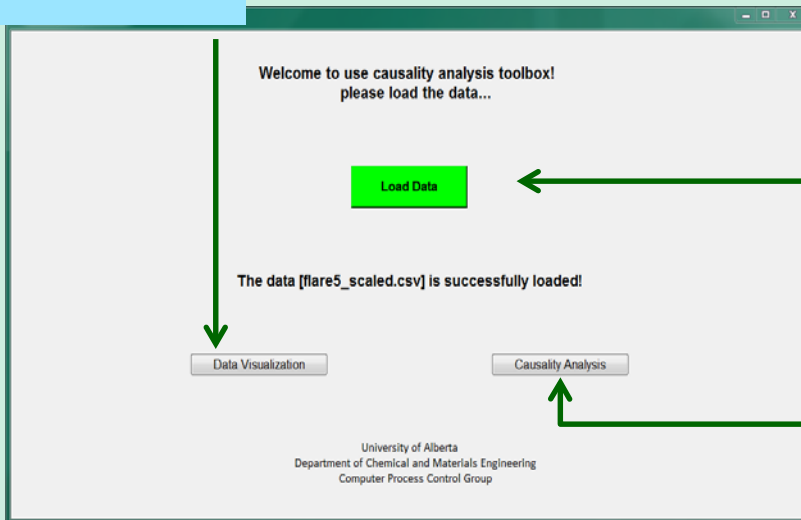 Welcome to use causality analysis toolbox!
please load the data...
Load Data
The data [flare5_scaled.csv] is successfully loaded!
Data Visualization
Causality Analysis
University of Alberta
Department of Chemical and Materials Engineering
Computer Process Control Group